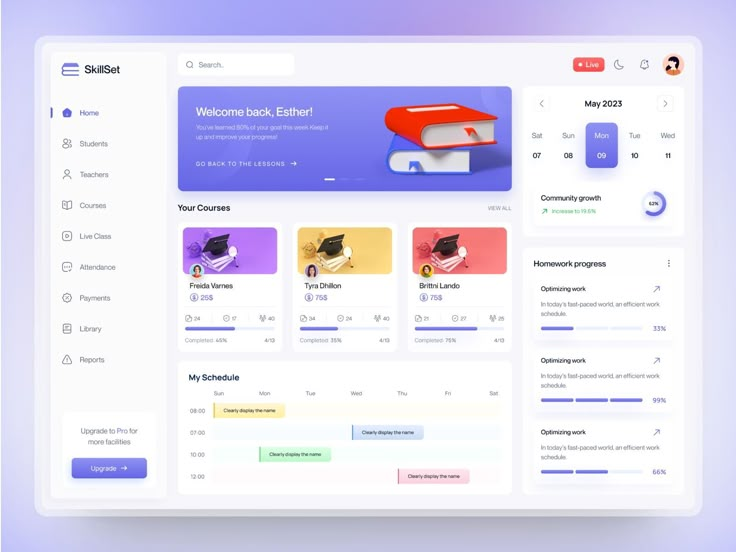 SkillSet
Home
Students
Teachers
Courses
Live Class
Attendance
Payments
Library
Reports
Upgrade to Pro for
more facilities
Upgrade
Search..
Live
Welcome back, Esther!
You've learned 80% of your goal this week Keep it
up and improve your progress!
GO BACK TO THE LESSONS
Your Courses
VIEW ALL
Freida Varnes
25$
24 17 40
Completed: 45% 4/13
Tyra Dhillon
75$
34 24 40
Completed: 35% 4/13
Brittni Lando
75$
21 27 25
Completed: 75% 4/13
My Schedule
Sun Mon Tue Wed Thu Fri Sat
08:00 Clearly display the name
07:00 Clearly display the name
10:00 Clearly display the name
12:00 Clearly display the name
May 2023
Sat Sun Mon Tue Wed
07 08 09 10 11
Community growth
Increase to 19.6%
62%
Homework progress
Optimizing work
In today's fast-paced world, an efficient work
schedule.
33%
Optimizing work
In today's fast-paced world, an efficient work
schedule.
99%
Optimizing work
In today's fast-paced world, an efficient work
schedule.
66%